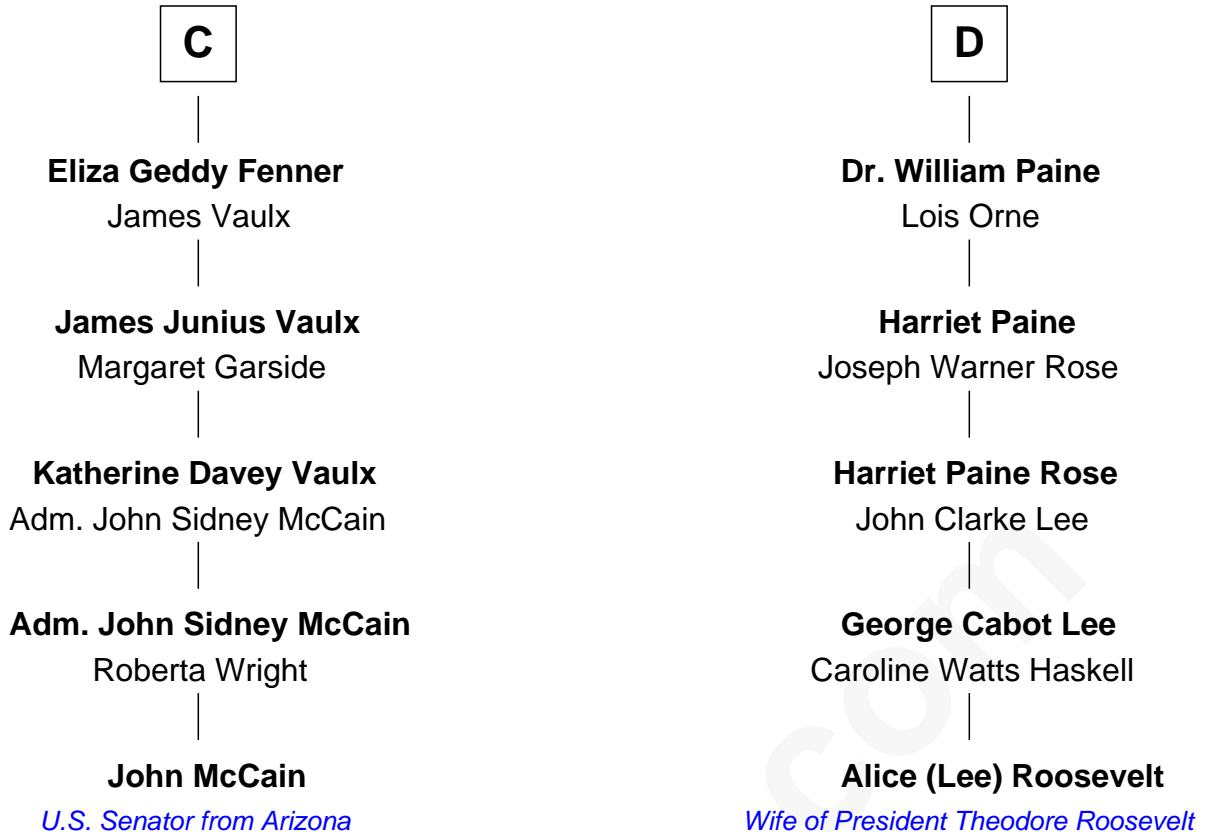 C
Eliza Geddy Fenner
James Vaulx
James Junius Vaulx
Margaret Garside
Katherine Davey Vaulx
Adm. John Sidney McCain
Adm. John Sidney McCain
Roberta Wright
John McCain
U.S. Senator from Arizona
D
Dr. William Paine
Lois Orne
Harriet Paine
Joseph Warner Rose
Harriet Paine Rose
John Clarke Lee
George Cabot Lee
Caroline Watts Haskell
Alice (Lee) Roosevelt
Wife of President Theodore Roosevelt
com